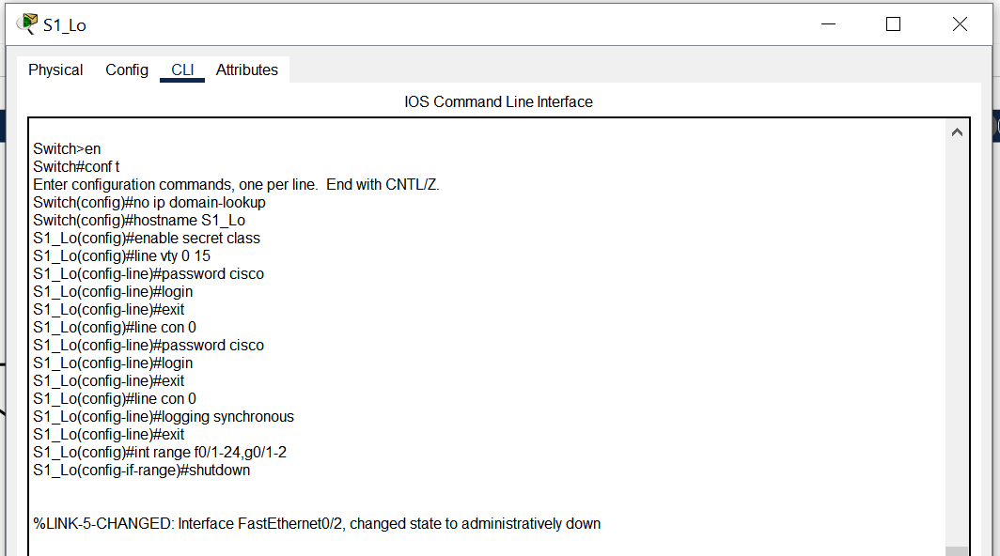 S1_Lo
Physical Config CLI Attributes
IOS Command Line Interface
Switch>en
Switch#conf t
Enter configuration commands, one per line.  End with CNTL/Z.
Switch(config)#no ip domain-lookup
Switch(config)#hostname S1_Lo
S1_Lo(config)#enable secret class
S1_Lo(config)#line vty 0 15
S1_Lo(config-line)#password cisco
S1_Lo(config-line)#login
S1_Lo(config-line)#exit
S1_Lo(config)#line con 0
S1_Lo(config-line)#password cisco
S1_Lo(config-line)#login
S1_Lo(config-line)#exit
S1_Lo(config)#line con 0
S1_Lo(config-line)#logging synchronous
S1_Lo(config-line)#exit
S1_Lo(config)#int range f0/1-24,g0/1-2
S1_Lo(config-if-range)#shutdown
%LINK-5-CHANGED: Interface FastEthernet0/2, changed state to administratively down